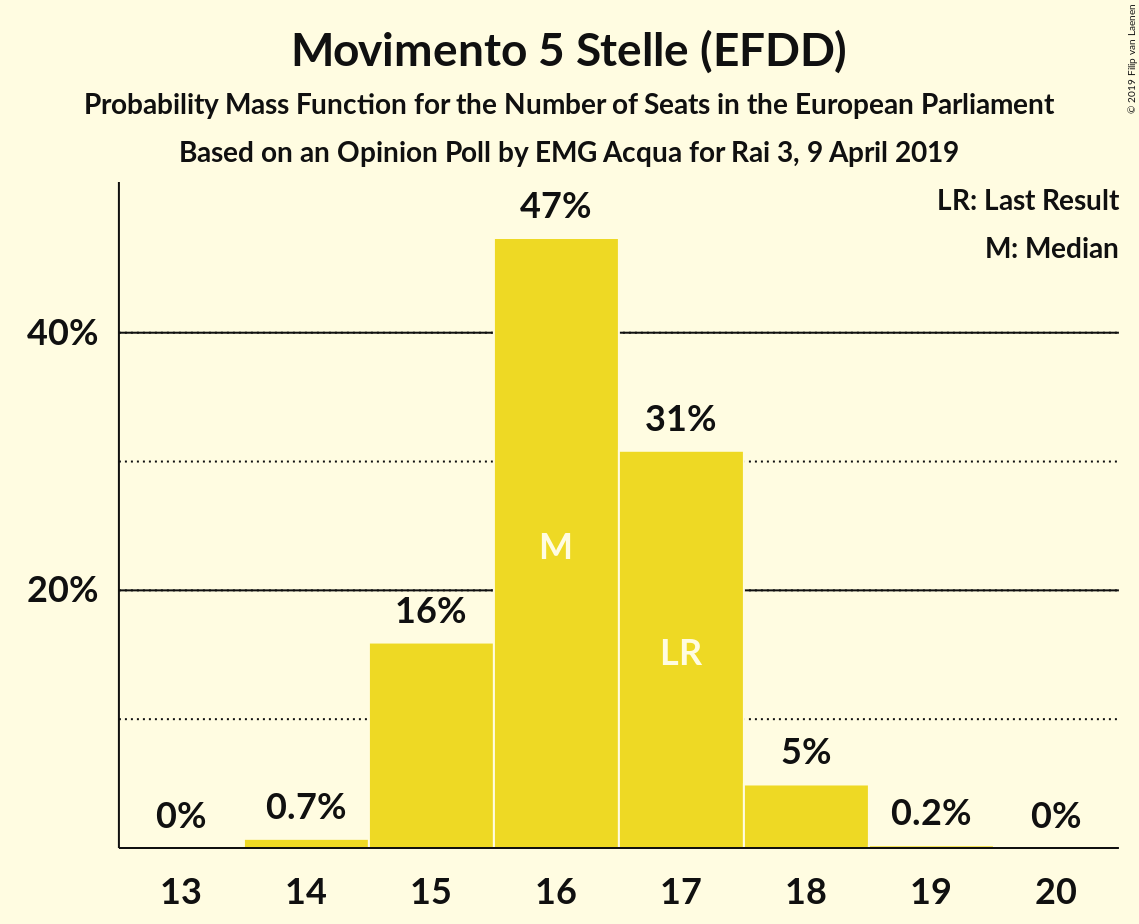 Movimento 5 Stelle (EFDD)
Probability Mass Function for the Number of Seats in the European Parliament
Based on an Opinion Poll by EMG Acqua for Rai 3, 9 April 2019
© 2019 Filip van Laenen
LR: Last Result
M: Median
47%
40%
31%
M
20%
16%
LR
5%
0%
0.7%
0.2%
0%
13 14 15 16 17 18 19 20